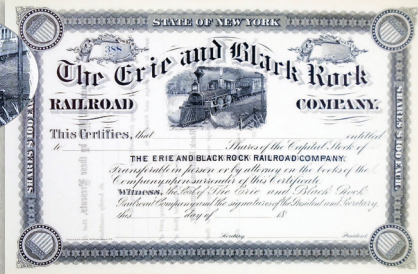 STATE OF NEW YORK
388
The Erie and Black Rock
RAILROAD COMPANY.
SHARES $100 EACH
SHARES $100 EACH
This Certifies, that entitled
to Shares of the Capital Stock of
THE ERIE AND BLACK ROCK RAILROAD COMPANY.
Transferable in person or by attorney on the books of the
Company upon surrender of this Certificate.
Witness, the Seal of The Erie and Black Rock
Railroad Company and the signatures of the President and Secretary
this day of 18
Secretary President